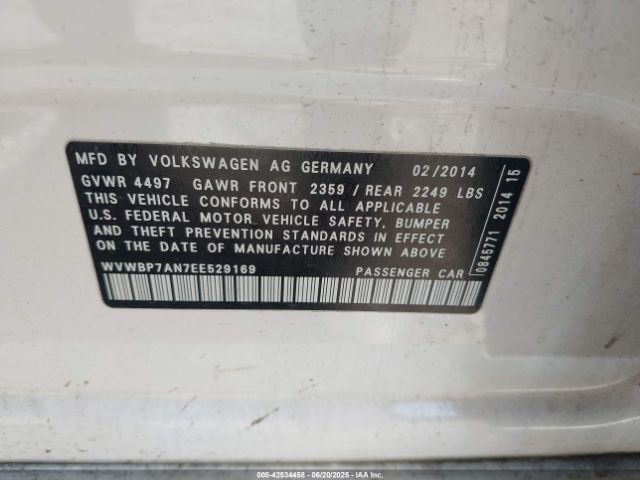 MFD BY VOLKSWAGEN AG GERMANY 02/2014
GVWR 4497 GAWR FRONT 2359 / REAR 2249 LBS
THIS VEHICLE CONFORMS TO ALL APPLICABLE
U.S. FEDERAL MOTOR VEHICLE SAFETY, BUMPER
AND THEFT PREVENTION STANDARDS IN EFFECT
ON THE DATE OF MANUFACTURE SHOWN ABOVE
WVWBP7AN7EE529169 PASSENGER CAR
0845771 2014 15
000-42534458 - 06/20/2025 - IAA Inc.